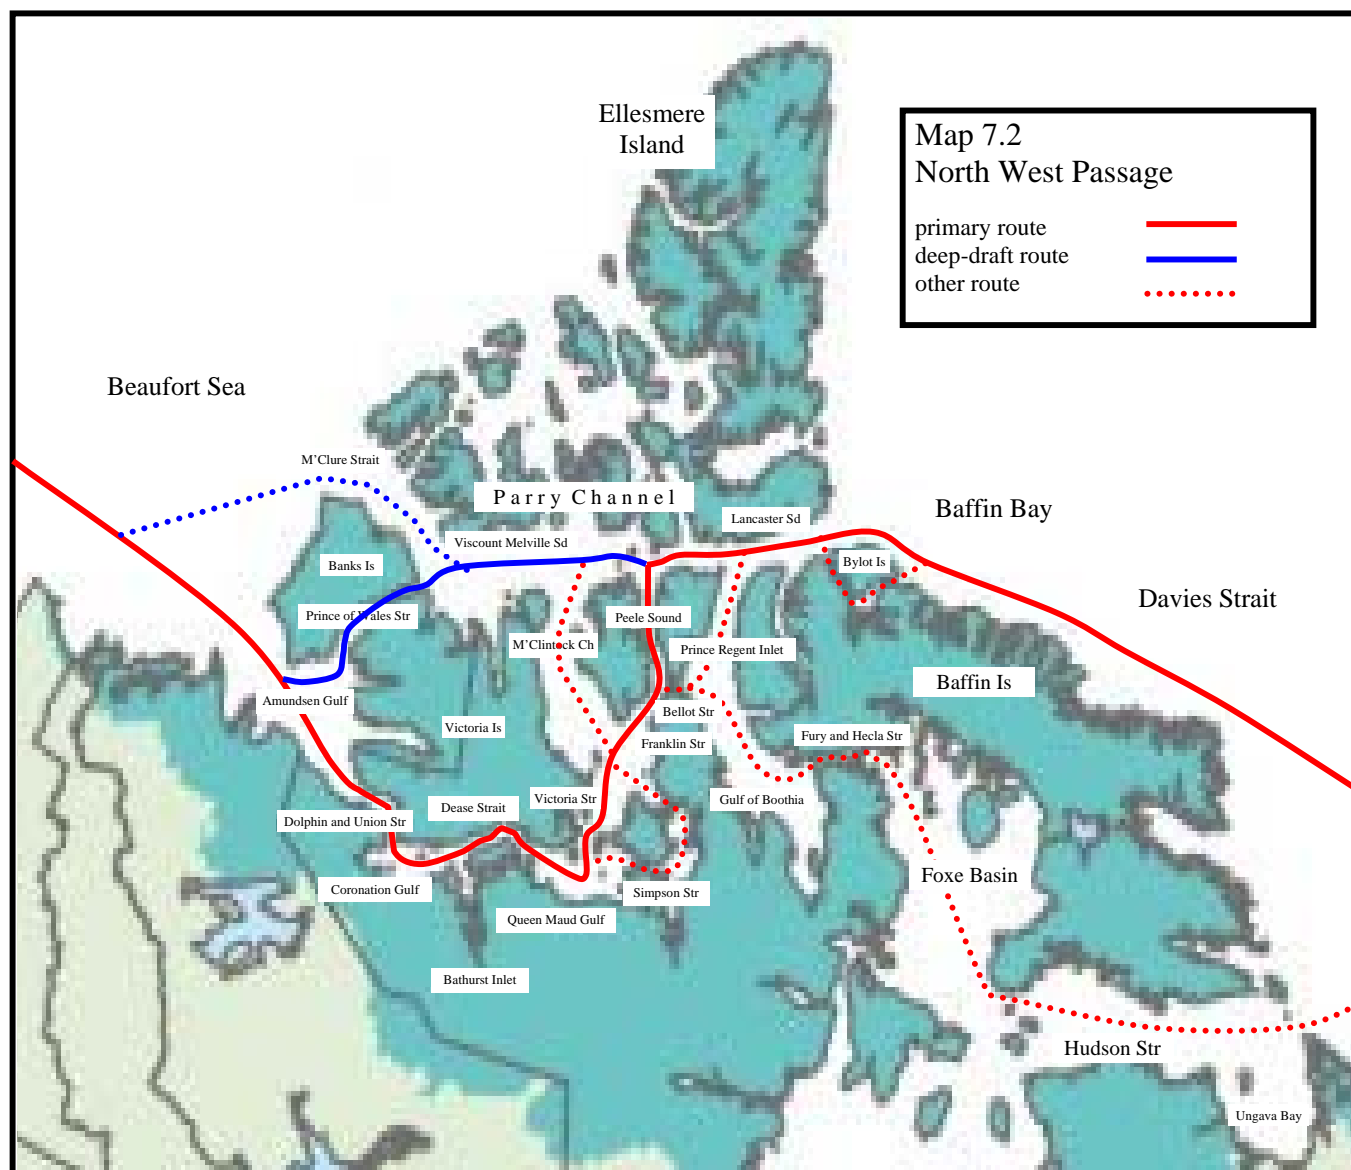 Ellesmere
Island
Map 7.2
North West Passage
primary route
deep-draft route
other route
Beaufort Sea
M'Clure Strait
Parry Channel
Baffin Bay
Lancaster Sd
Viscount Melville Sd
Banks Is
Bylot Is
Davies Strait
Prince of Wales Str
Peele Sound
M'Clintock Ch
Prince Regent Inlet
Baffin Is
Amundsen Gulf
Bellot Str
Victoria Is
Franklin Str
Fury and Hecla Str
Victoria Str
Gulf of Boothia
Dease Strait
Dolphin and Union Str
Foxe Basin
Coronation Gulf
Simpson Str
Queen Maud Gulf
Bathurst Inlet
Hudson Str
Ungava Bay